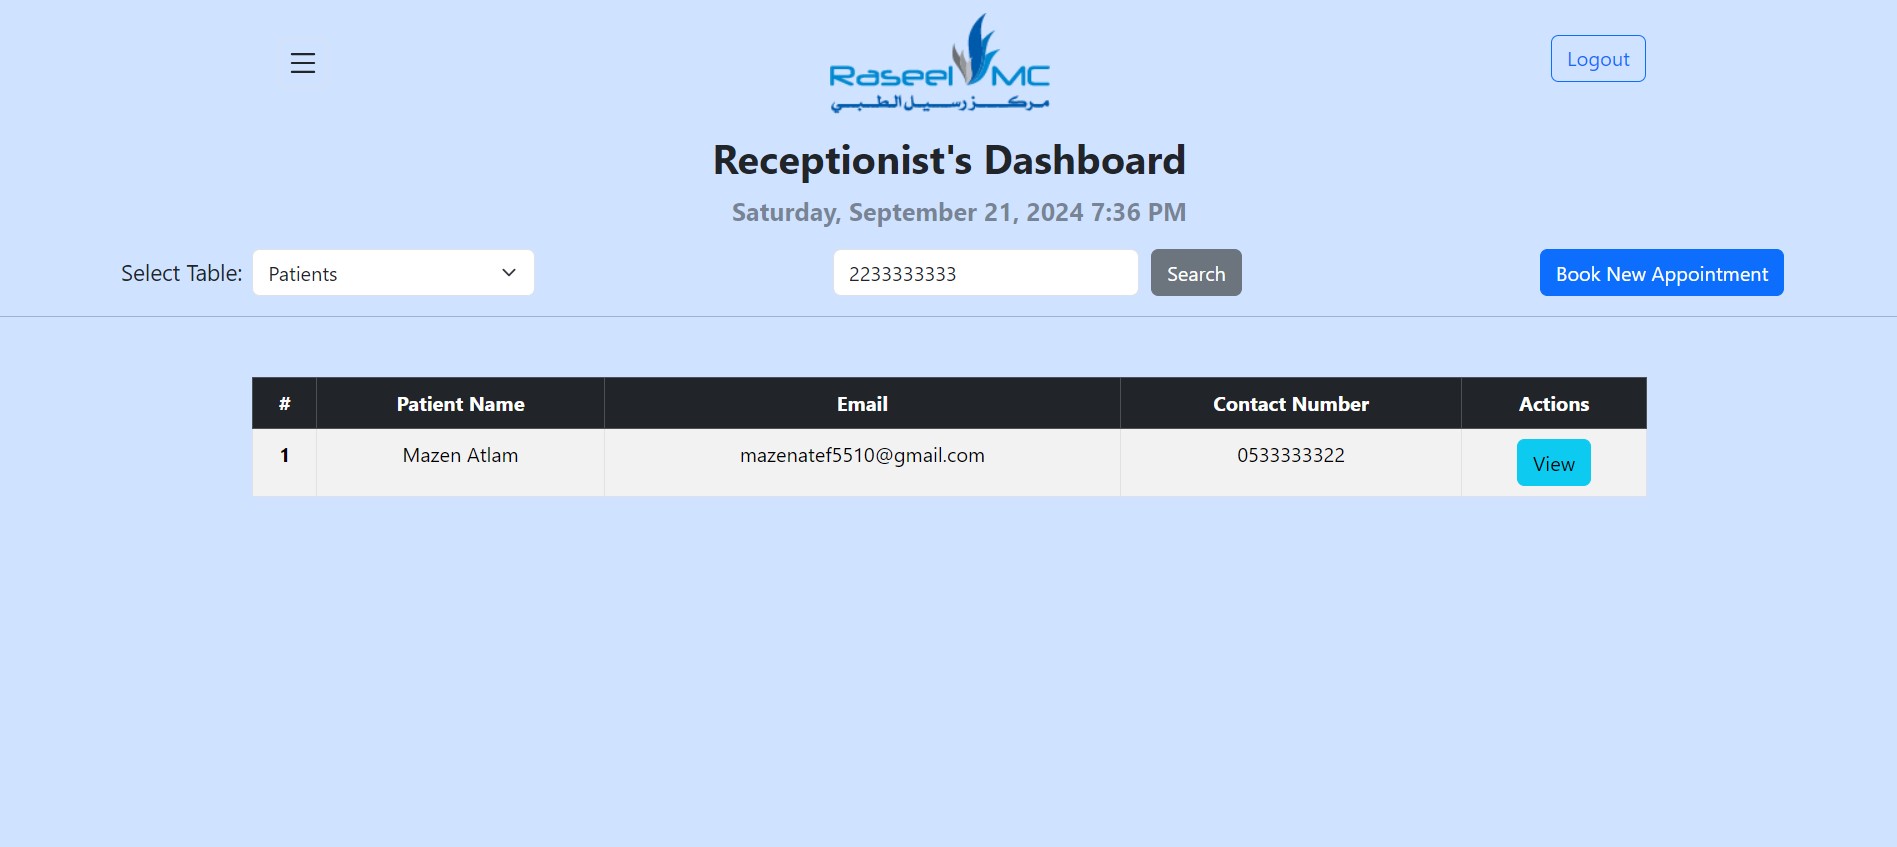 Raseel MC
مركز رسيل الطبي
Logout
Receptionist's Dashboard
Saturday, September 21, 2024 7:36 PM
Select Table: Patients 2233333333 Search Book New Appointment
# Patient Name Email Contact Number Actions
1 Mazen Atlam mazenatef5510@gmail.com 0533333322 View